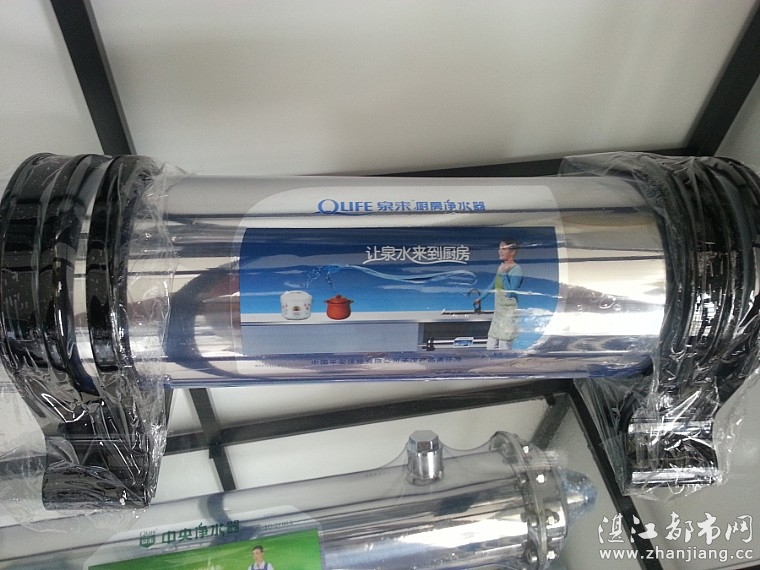 QLIFE 泉来 厨房净水器
让泉水来到厨房
QLIFE 中央净水器
湛江都市网
www.zhanjiang.cc